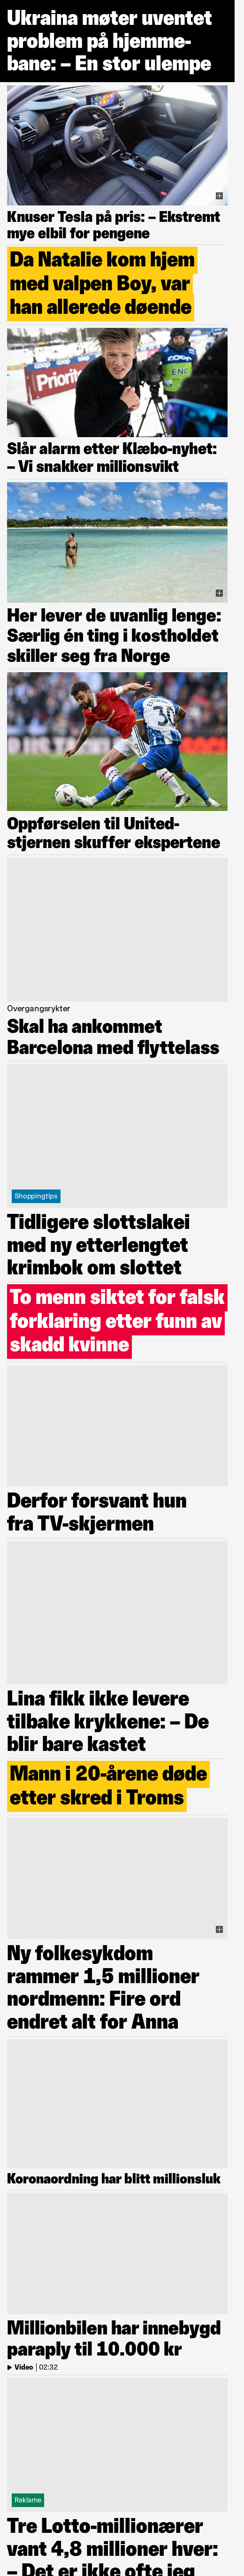 Ukraina møter uventet
problem på hjemme-
bane: – En stor ulempe
Knuser Tesla på pris: – Ekstremt
mye elbil for pengene
Da Natalie kom hjem
med valpen Boy, var
han allerede døende
Priorit
EN
Slår alarm etter Klæbo-nyhet:
– Vi snakker millionsvikt
Her lever de uvanlig lenge:
Særlig én ting i kostholdet
skiller seg fra Norge
Oppførselen til United-
stjernen skuffer ekspertene
Overgangsrykter
Skal ha ankommet
Barcelona med flyttelass
Shoppingtips
Tidligere slottslakei
med ny etterlengtet
krimbok om slottet
To menn siktet for falsk
forklaring etter funn av
skadd kvinne
Derfor forsvant hun
fra TV-skjermen
Lina fikk ikke levere
tilbake krykkene: – De
blir bare kastet
Mann i 20-årene døde
etter skred i Troms
Ny folkesykdom
rammer 1,5 millioner
nordmenn: Fire ord
endret alt for Anna
Koronaordning har blitt millionsluk
Millionbilen har innebygd
paraply til 10.000 kr
Video | 02:32
Reklame
Tre Lotto-millionærer
vant 4,8 millioner hver:
– Det er ikke ofte jeg